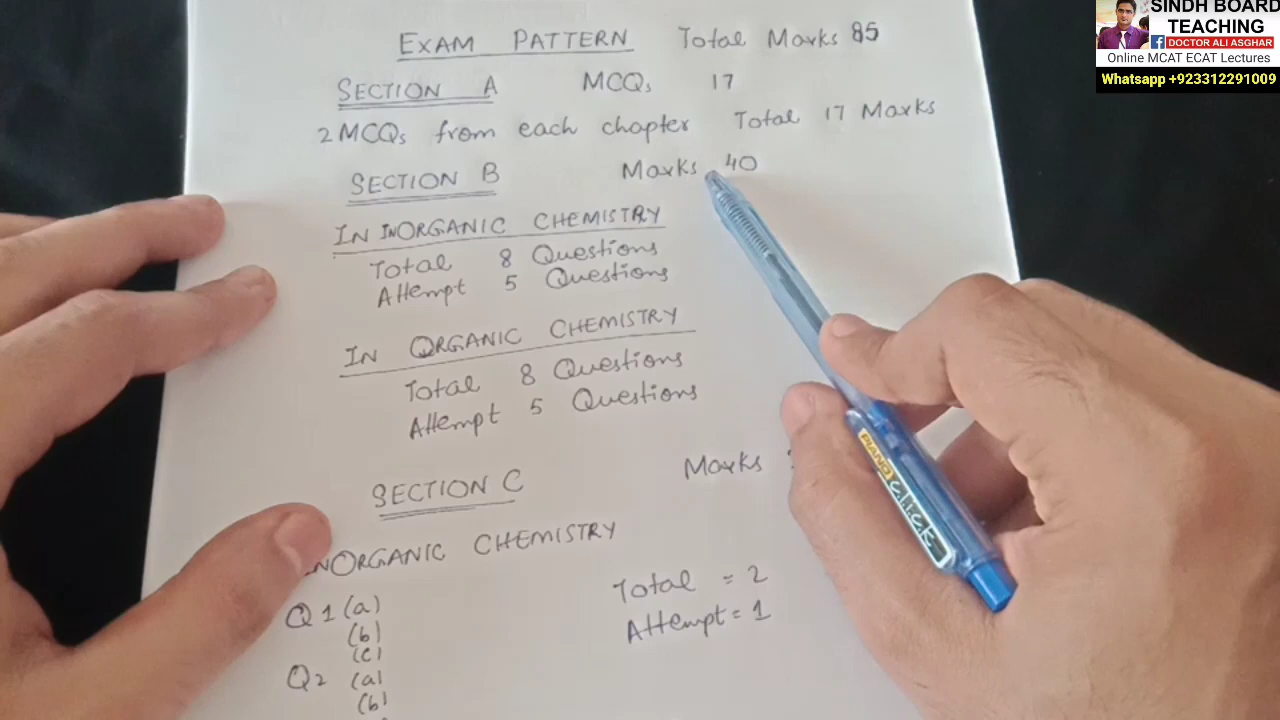 SINDH BOARD
TEACHING
DOCTOR ALI ASGHAR
Online MCAT ECAT Lectures
Whatsapp +923312291009
EXAM PATTERN Total Marks 85
SECTION A MCQs 17
2 MCQs from each chapter Total 17 Marks
SECTION B Marks 40
IN INORGANIC CHEMISTRY
Total 8 Questions
Attempt 5 Questions
IN ORGANIC CHEMISTRY
Total 8 Questions
Attempt 5 Questions
SECTION C Marks
INORGANIC CHEMISTRY
Total = 2
Attempt = 1
Q1 (a)
(b)
(c)
Q2 (a)
(b)
PIANO
click